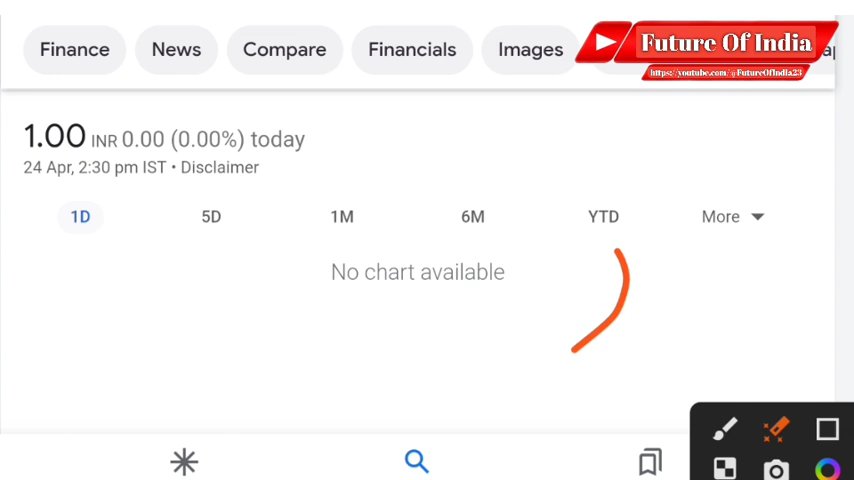 Finance News Compare Financials Images
Future Of India
https://youtube.com/@FutureOfIndia23
1.00 INR 0.00 (0.00%) today
24 Apr, 2:30 pm IST • Disclaimer
1D 5D 1M 6M YTD More
No chart available